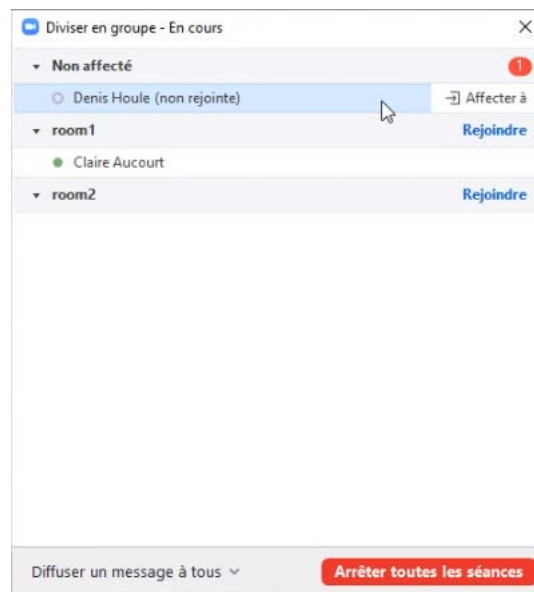 Diviser en groupe - En cours
Non affecté 1
Denis Houle (non rejointe) Affecter à
room1 Rejoindre
Claire Aucourt
room2 Rejoindre
Diffuser un message à tous Arrêter toutes les séances